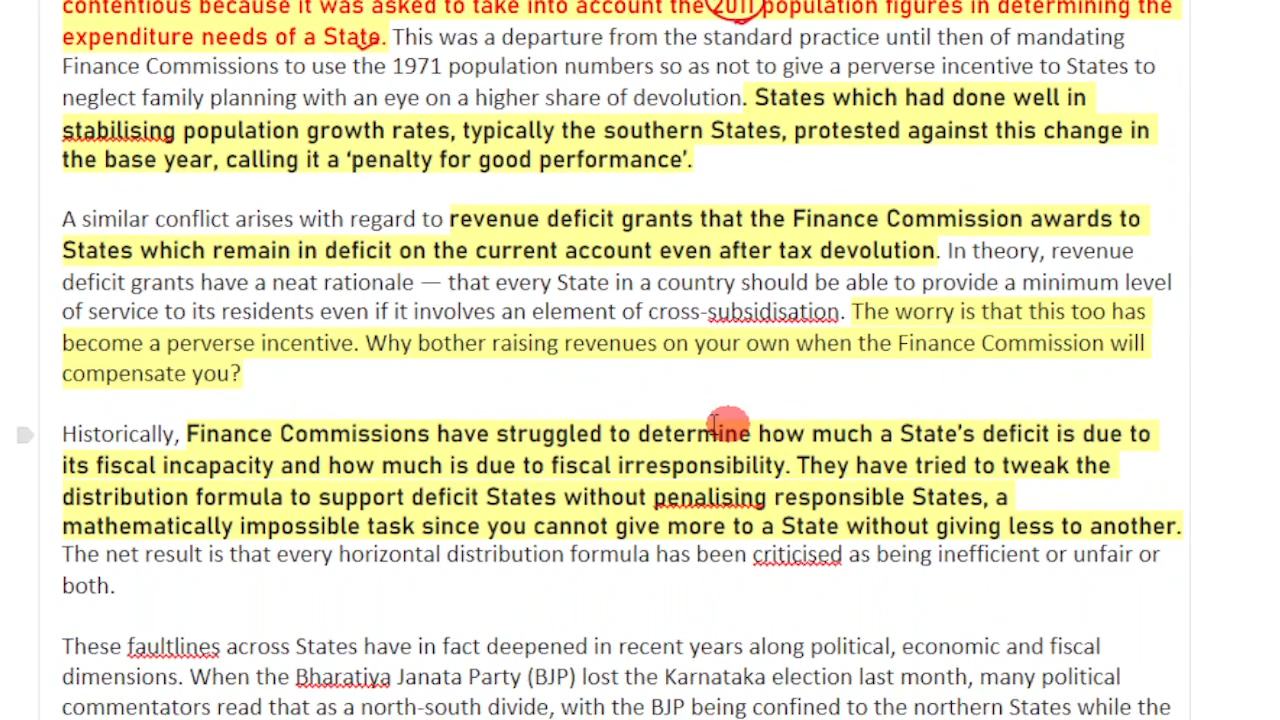 contentious because it was asked to take into account the 2011 population figures in determining the
expenditure needs of a State. This was a departure from the standard practice until then of mandating
Finance Commissions to use the 1971 population numbers so as not to give a perverse incentive to States to
neglect family planning with an eye on a higher share of devolution. States which had done well in
stabilising population growth rates, typically the southern States, protested against this change in
the base year, calling it a ‘penalty for good performance’.
A similar conflict arises with regard to revenue deficit grants that the Finance Commission awards to
States which remain in deficit on the current account even after tax devolution. In theory, revenue
deficit grants have a neat rationale — that every State in a country should be able to provide a minimum level
of service to its residents even if it involves an element of cross-subsidisation. The worry is that this too has
become a perverse incentive. Why bother raising revenues on your own when the Finance Commission will
compensate you?
Historically, Finance Commissions have struggled to determine how much a State’s deficit is due to
its fiscal incapacity and how much is due to fiscal irresponsibility. They have tried to tweak the
distribution formula to support deficit States without penalising responsible States, a
mathematically impossible task since you cannot give more to a State without giving less to another.
The net result is that every horizontal distribution formula has been criticised as being inefficient or unfair or
both.
These faultlines across States have in fact deepened in recent years along political, economic and fiscal
dimensions. When the Bharatiya Janata Party (BJP) lost the Karnataka election last month, many political
commentators read that as a north-south divide, with the BJP being confined to the northern States while the